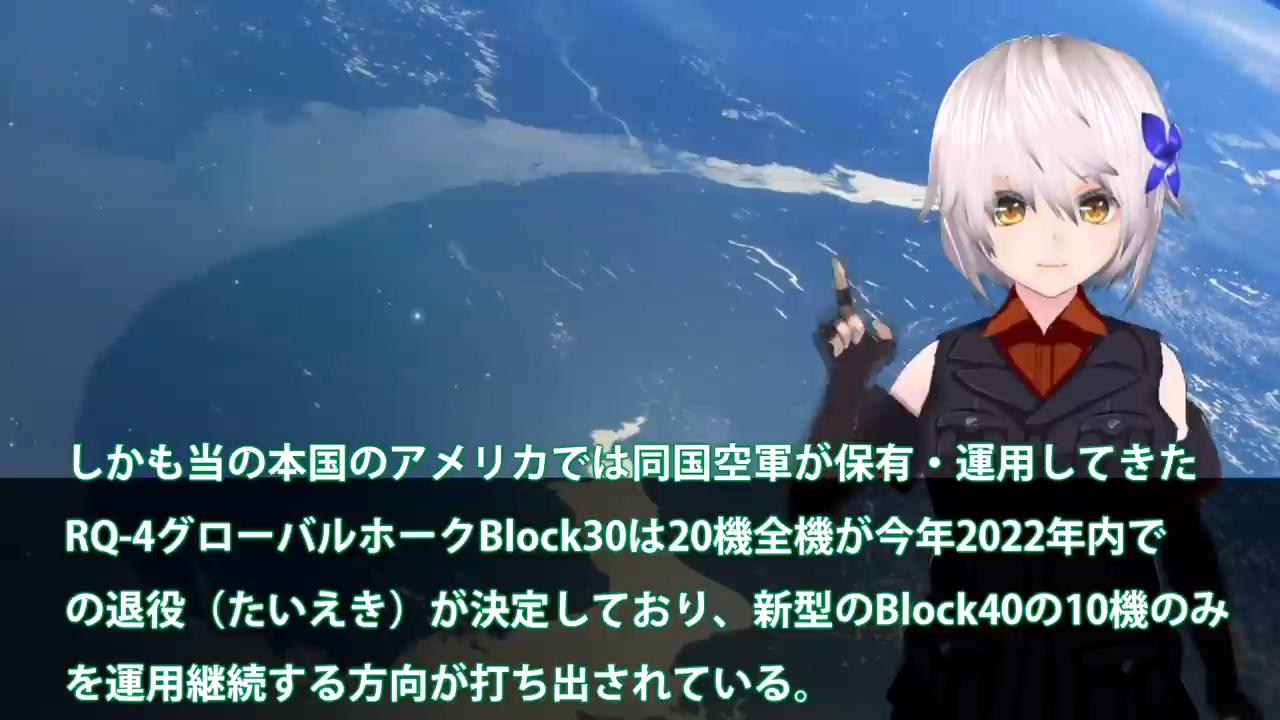 しかも当の本国のアメリカでは同国空軍が保有・運用してきた
RQ-4グローバルホークBlock30は20機全機が今年2022年内で
の退役（たいえき）が決定しており、新型のBlock40の10機のみ
を運用継続する方向が打ち出されている。